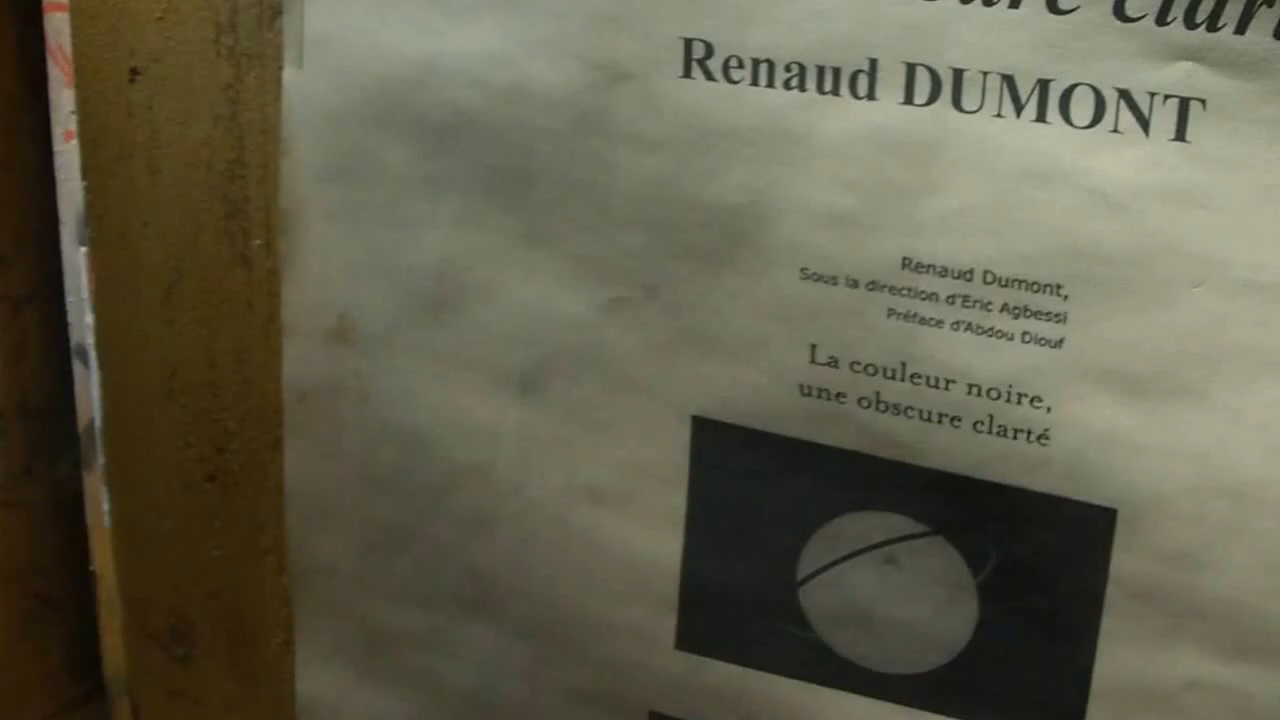 Renaud DUMONT
Renaud Dumont,
Sous la direction d'Eric Agbessi
Préface d'Abdou Diouf
La couleur noire,
une obscure clarté